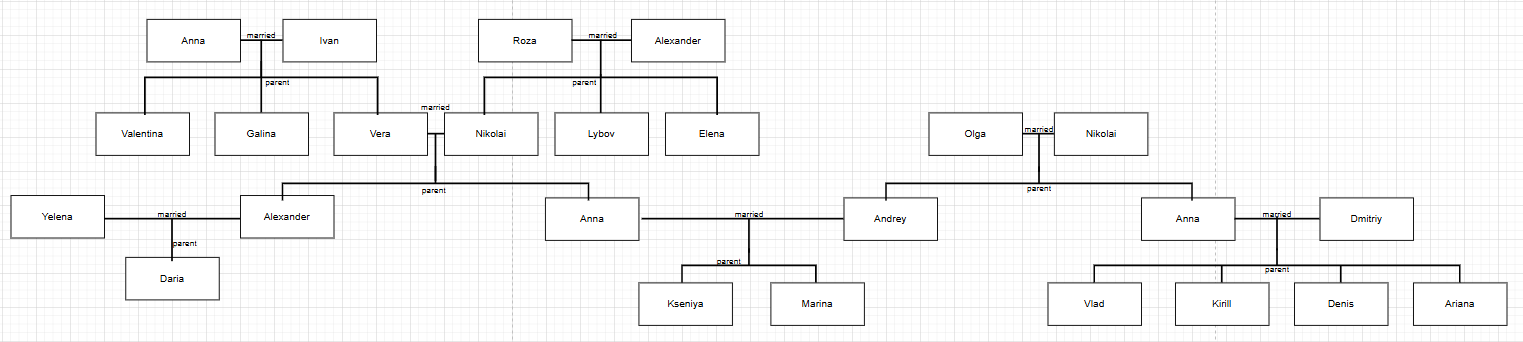 Anna
married
Ivan
Roza
married
Alexander
parent
parent
Valentina
Galina
Vera
married
Nikolai
Lybov
Elena
Olga
married
Nikolai
parent
parent
Yelena
married
Alexander
Anna
married
Andrey
Anna
married
Dmitriy
parent
Daria
parent
parent
Kseniya
Marina
Vlad
Kirill
Denis
Ariana